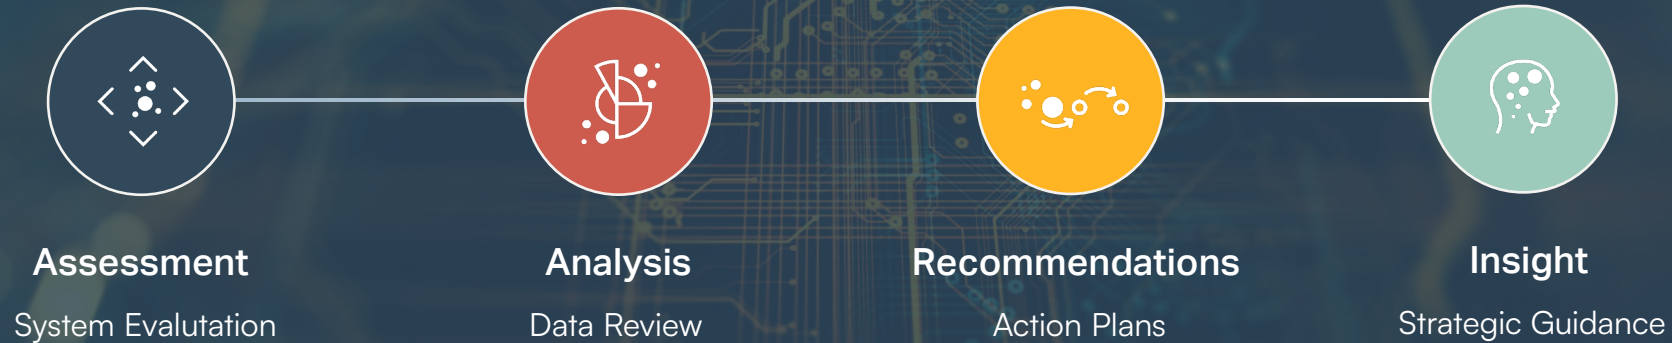 Assessment
System Evalutation
Analysis
Data Review
Recommendations
Action Plans
Insight
Strategic Guidance